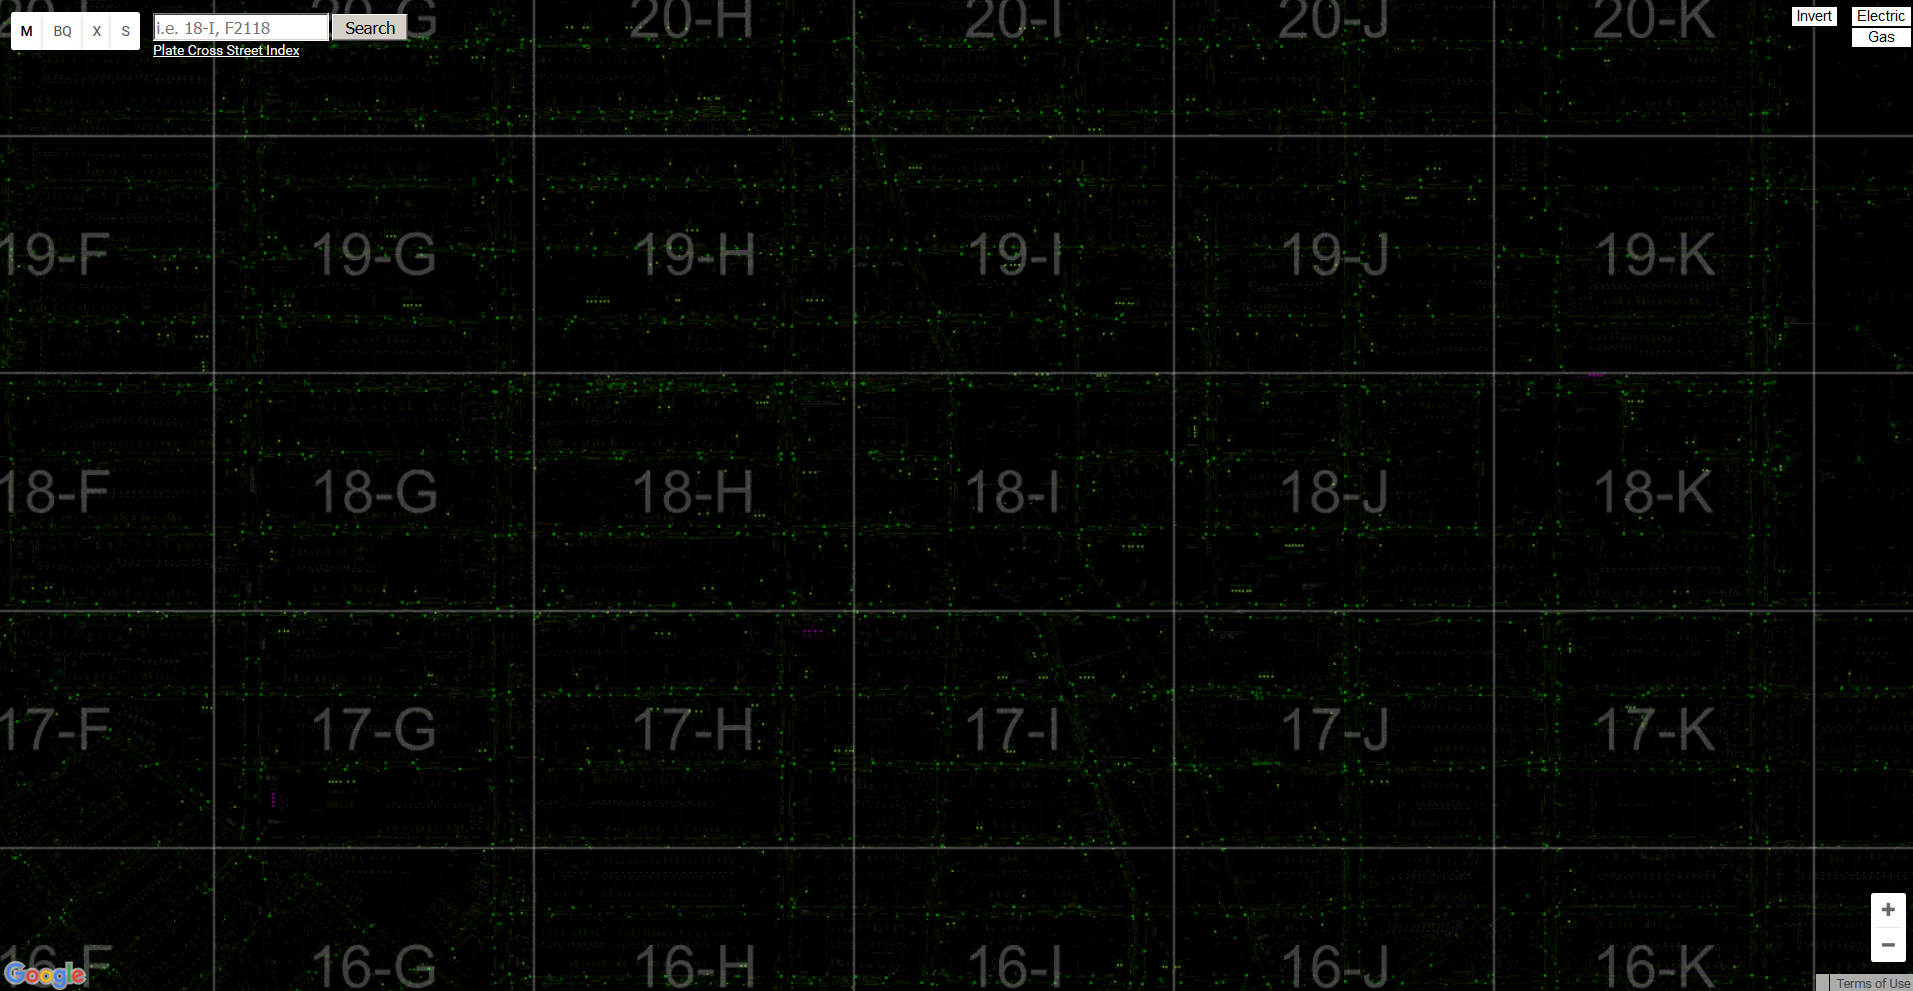 M BQ X S
i.e. 18-I, F2118 Search
Plate Cross Street Index
Invert Electric
Gas
20-G 20-H 20-I 20-J 20-K
19-F 19-G 19-H 19-I 19-J 19-K
18-F 18-G 18-H 18-I 18-J 18-K
17-F 17-G 17-H 17-I 17-J 17-K
16-F 16-G 16-H 16-I 16-J 16-K
+
−
Google
Terms of Use